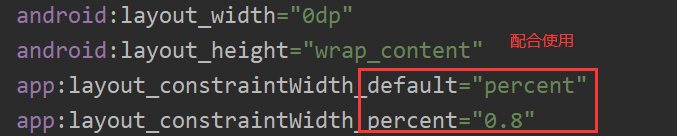 android:layout_width="0dp"
android:layout_height="wrap_content"
配合使用
app:layout_constraintWidth_default="percent"
app:layout_constraintWidth_percent="0.8"